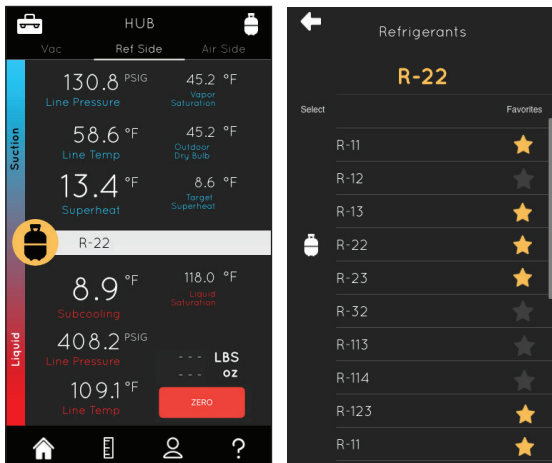 HUB
Vac Ref Side Air Side
130.8 PSIG 45.2 °F
Line Pressure Vapor
Saturation
58.6 °F 45.2 °F
Line Temp Outdoor
Dry Bulb
13.4 °F 8.6 °F
Superheat Target
Superheat
Suction
R-22
8.9 °F 118.0 °F
Subcooling Liquid
Saturation
408.2 PSIG
Line Pressure
--- LBS
--- oz
109.1 °F
Line Temp
ZERO
Liquid
?
Refrigerants
R-22
Select Favorites
R-11
R-12
R-13
R-22
R-23
R-32
R-113
R-114
R-123
R-11